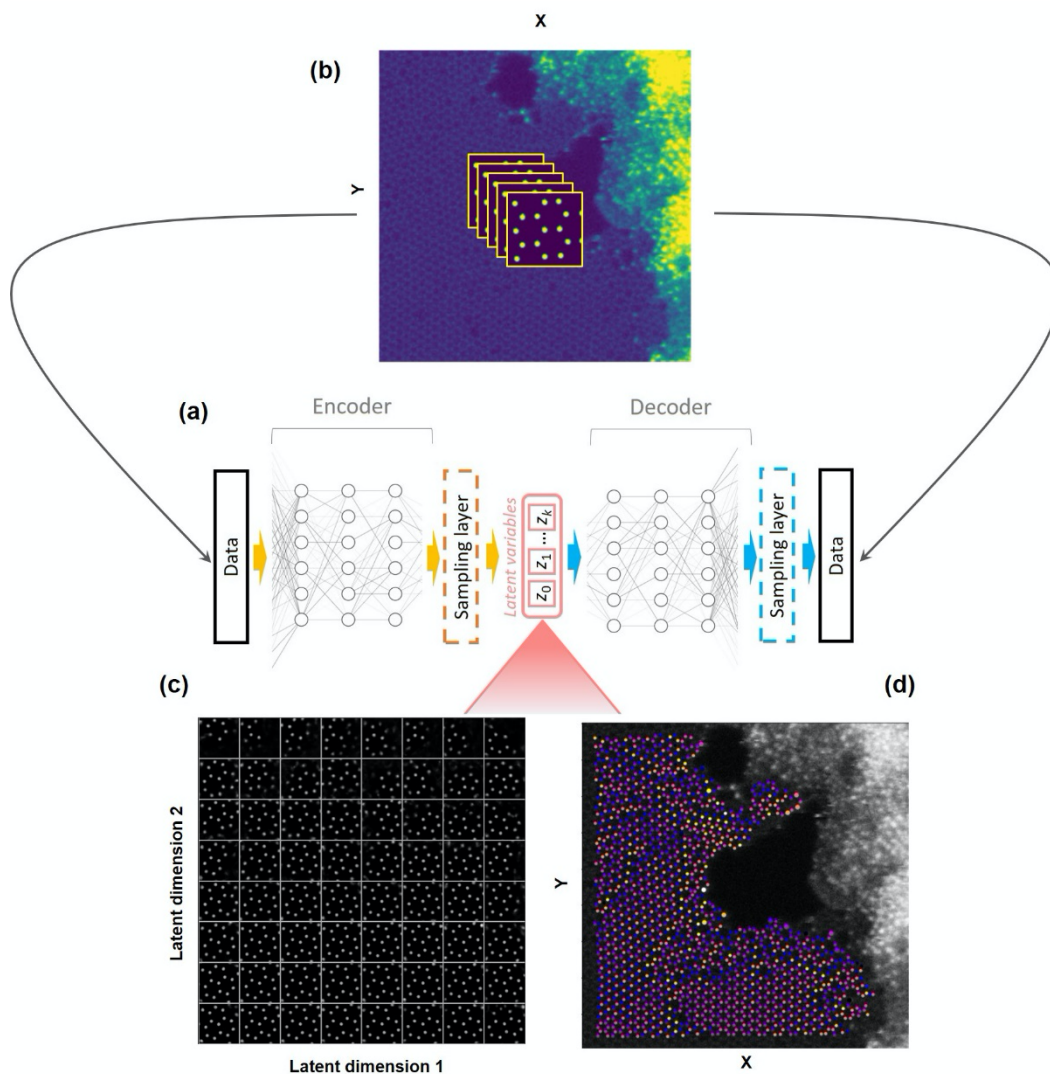 X
(b)
Y
(a)
Encoder
Decoder
Data
Sampling layer
Latent variables
z0 z1 ... zk
Sampling layer
Data
(c)
(d)
Latent dimension 2
Y
Latent dimension 1
X